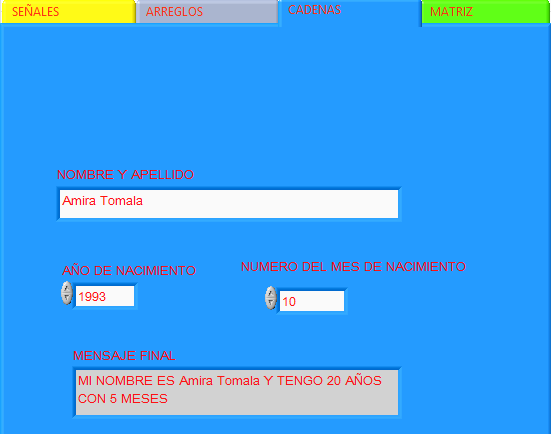 SEÑALES
ARREGLOS
CADENAS
MATRIZ
NOMBRE Y APELLIDO
Amira Tomala
AÑO DE NACIMIENTO
NUMERO DEL MES DE NACIMIENTO
1993
10
MENSAJE FINAL
MI NOMBRE ES Amira Tomala Y TENGO 20 AÑOS
CON 5 MESES